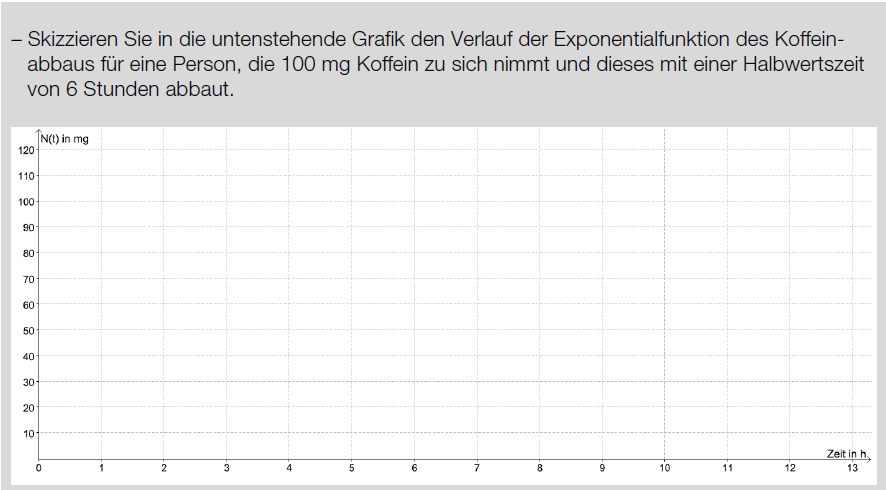 – Skizzieren Sie in die untenstehende Grafik den Verlauf der Exponentialfunktion des Koffein-
abbaus für eine Person, die 100 mg Koffein zu sich nimmt und dieses mit einer Halbwertszeit
von 6 Stunden abbaut.
N(t) in mg
120
110
100
90
80
70
60
50
40
30
20
10
Zeit in h
0 1 2 3 4 5 6 7 8 9 10 11 12 13